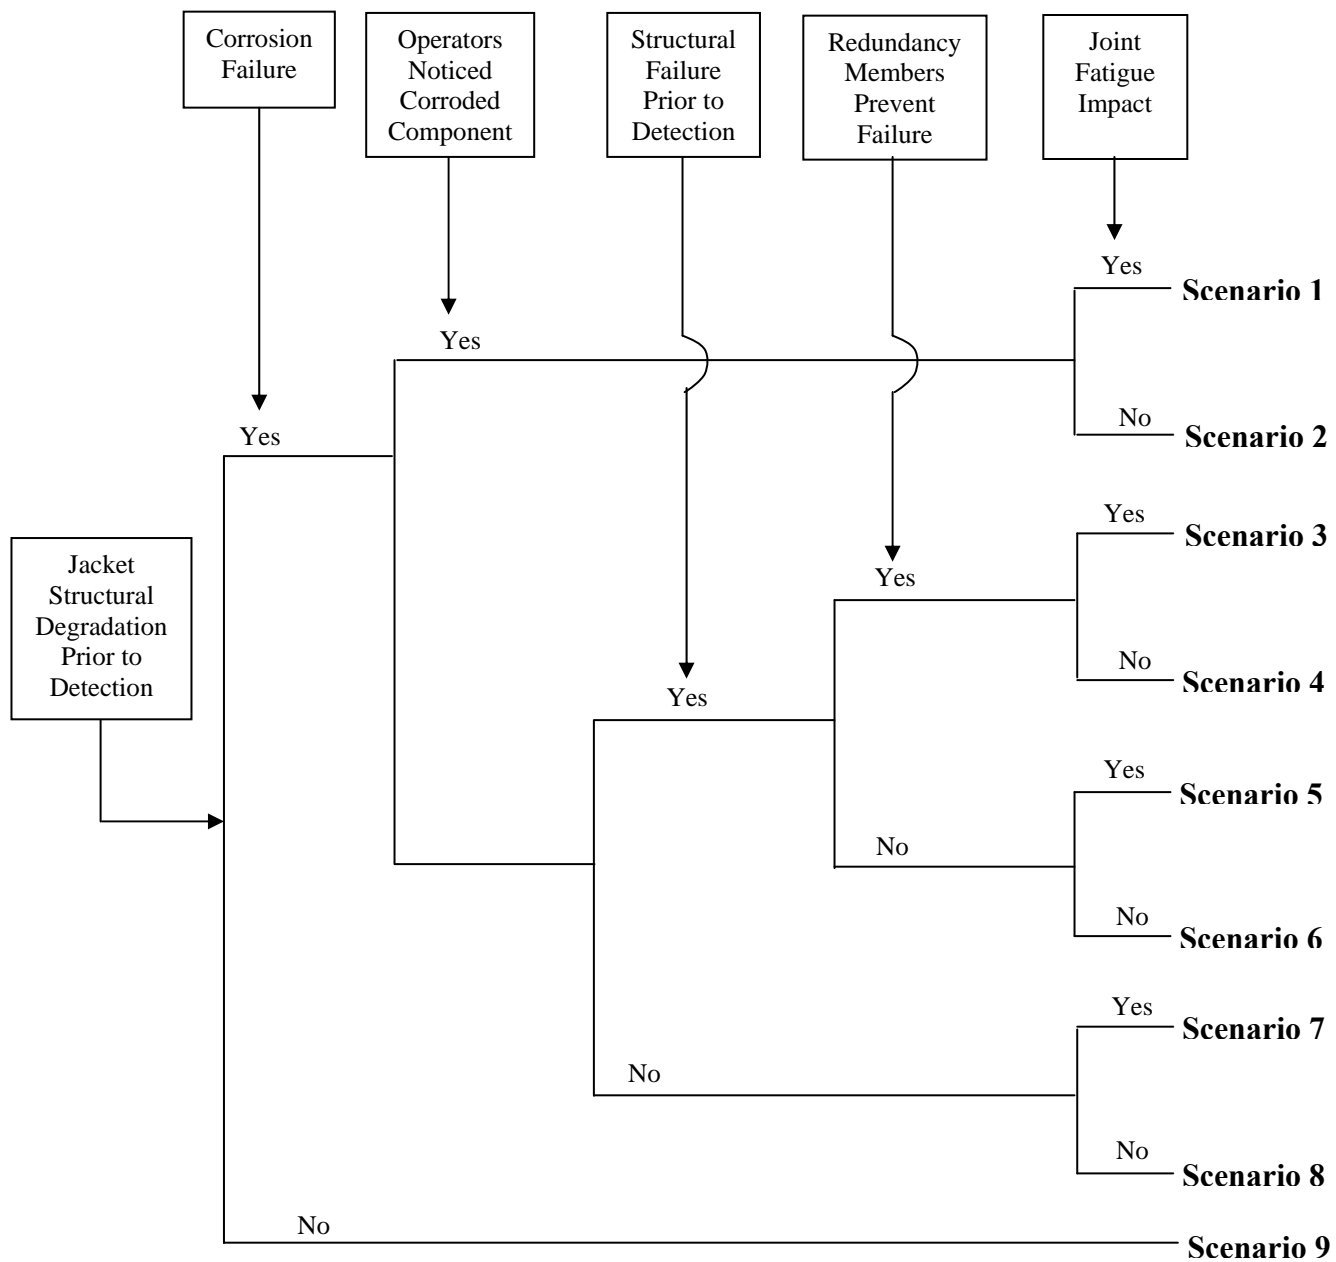 Corrosion
Failure
Operators
Noticed
Corroded
Component
Structural
Failure
Prior to
Detection
Redundancy
Members
Prevent
Failure
Joint
Fatigue
Impact
Yes
Scenario 1
Yes
No
Scenario 2
Yes
Yes
Scenario 3
Jacket
Structural
Degradation
Prior to
Detection
Yes
No
Scenario 4
Yes
Yes
Scenario 5
No
No
Scenario 6
Yes
Scenario 7
No
No
Scenario 8
No
Scenario 9